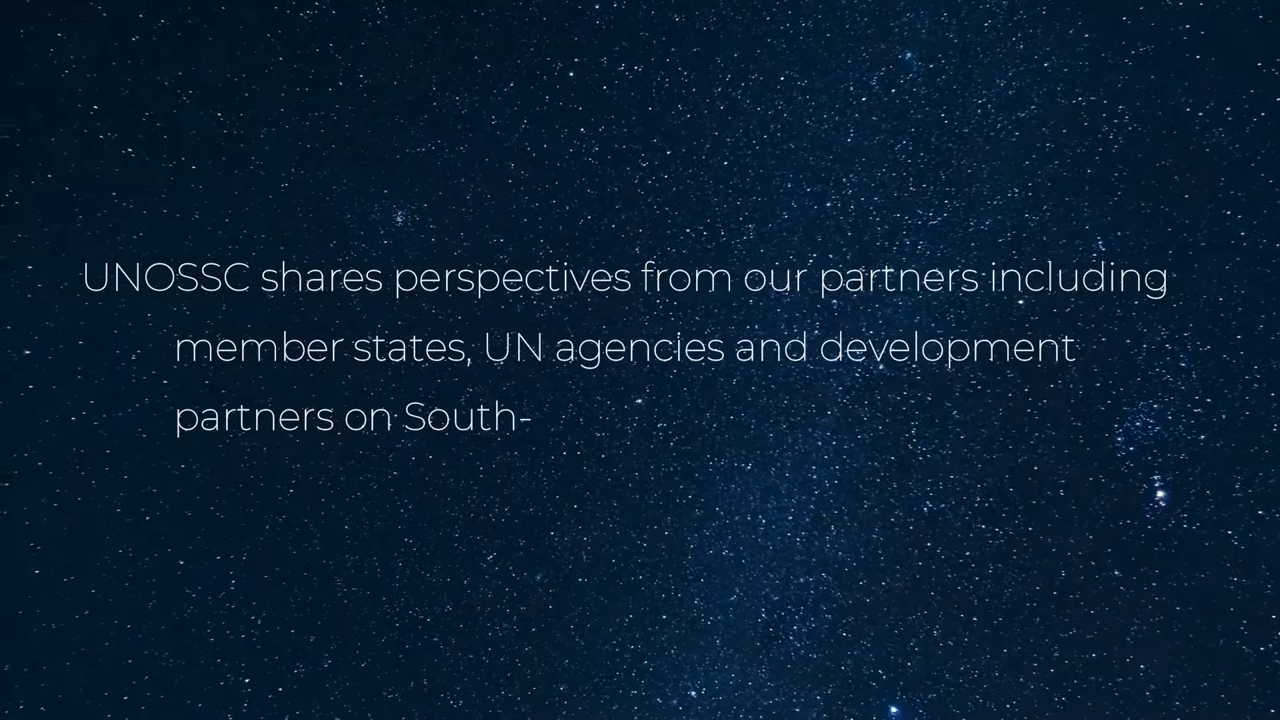 UNOSSC shares perspectives from our partners including
member states, UN agencies and development
partners on South-